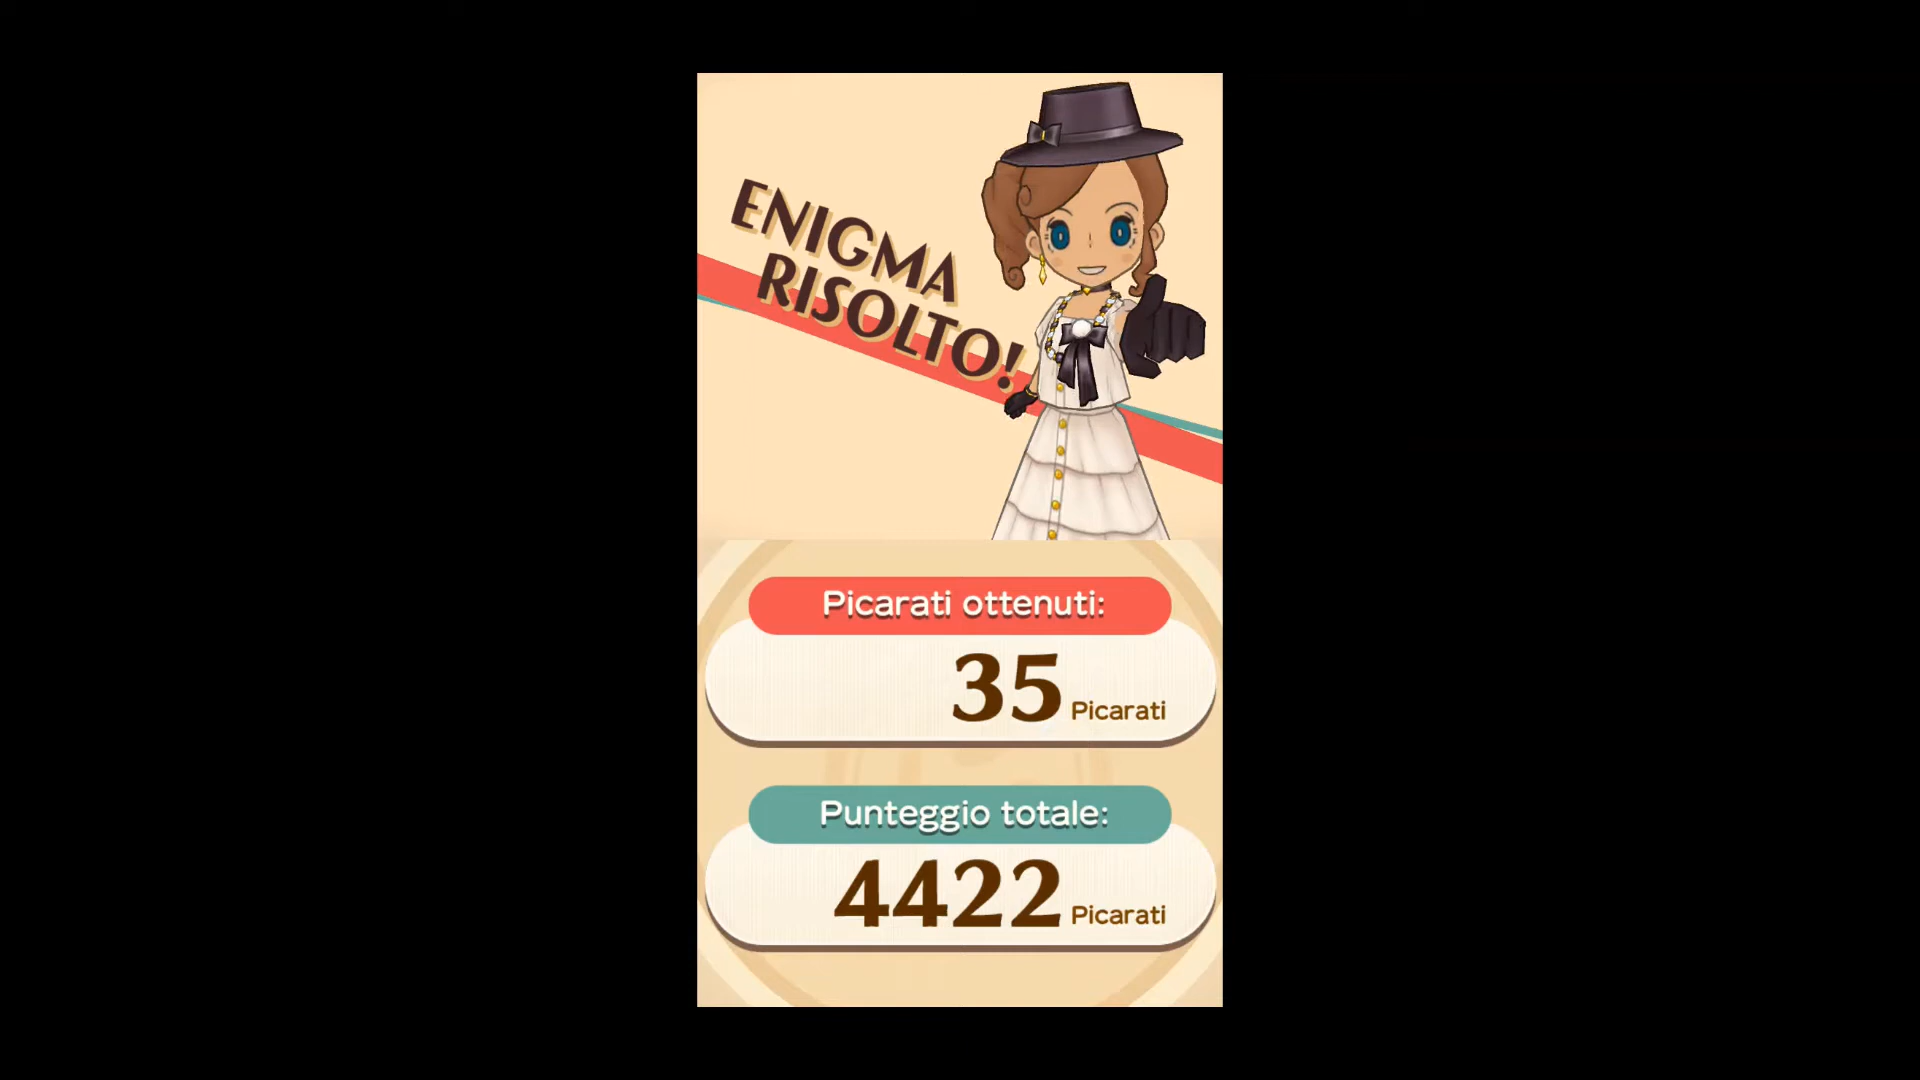 ENIGMA
RISOLTO!
Picarati ottenuti:
35 Picarati
Punteggio totale:
4422 Picarati